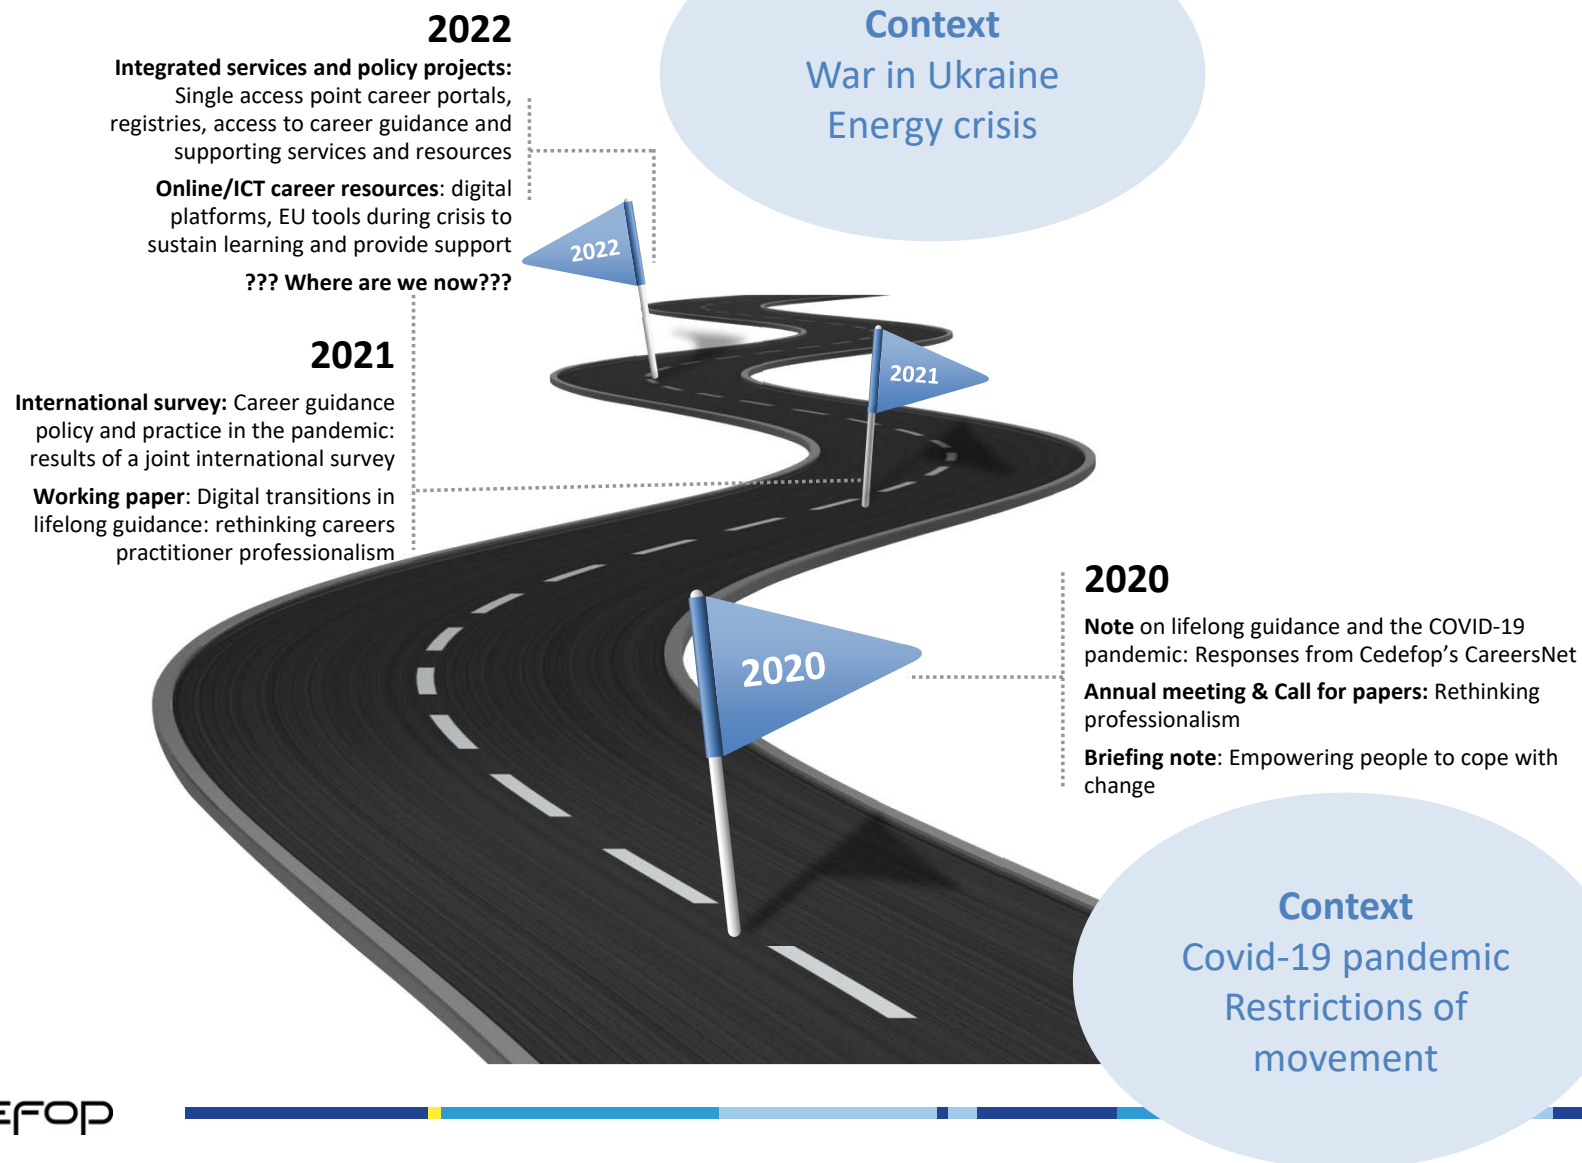 2022
Integrated services and policy projects:
Single access point career portals,
registries, access to career guidance and
supporting services and resources
Online/ICT career resources: digital
platforms, EU tools during crisis to
sustain learning and provide support
??? Where are we now???
Context
War in Ukraine
Energy crisis
2022
2021
2021
International survey: Career guidance
policy and practice in the pandemic:
results of a joint international survey
Working paper: Digital transitions in
lifelong guidance: rethinking careers
practitioner professionalism
2020
2020
Note on lifelong guidance and the COVID-19
pandemic: Responses from Cedefop’s CareersNet
Annual meeting & Call for papers: Rethinking
professionalism
Briefing note: Empowering people to cope with
change
Context
Covid-19 pandemic
Restrictions of
movement
EFOP